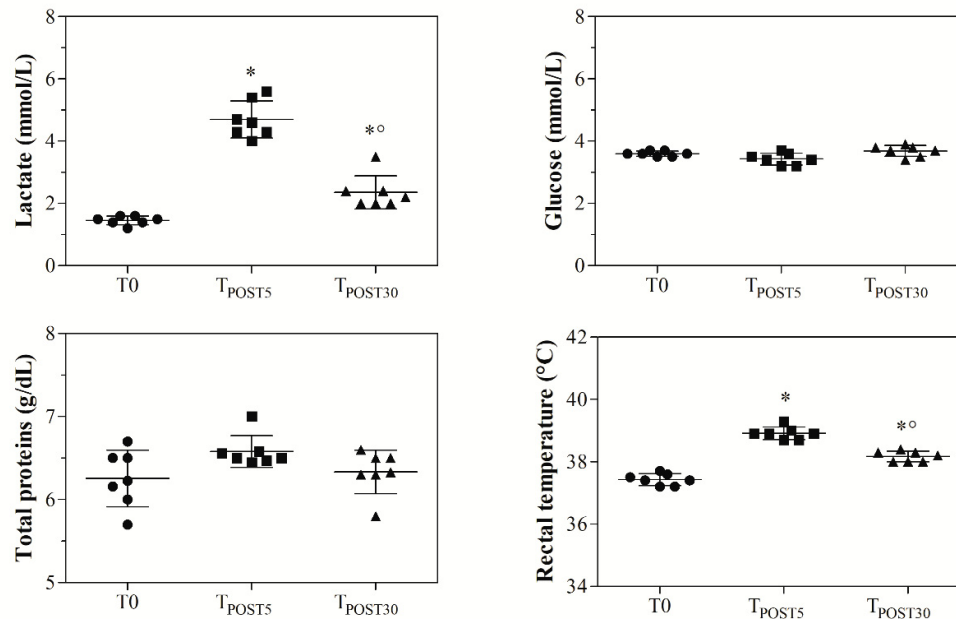 Lactate (mmol/L)
8
6
4
2
0
*
*°
T0
TPOST5
TPOST30
Glucose (mmol/L)
8
6
4
2
0
T0
TPOST5
TPOST30
Total proteins (g/dL)
8
7
6
5
T0
TPOST5
TPOST30
Rectal temperature (°C)
42
40
38
36
34
*
*°
T0
TPOST5
TPOST30